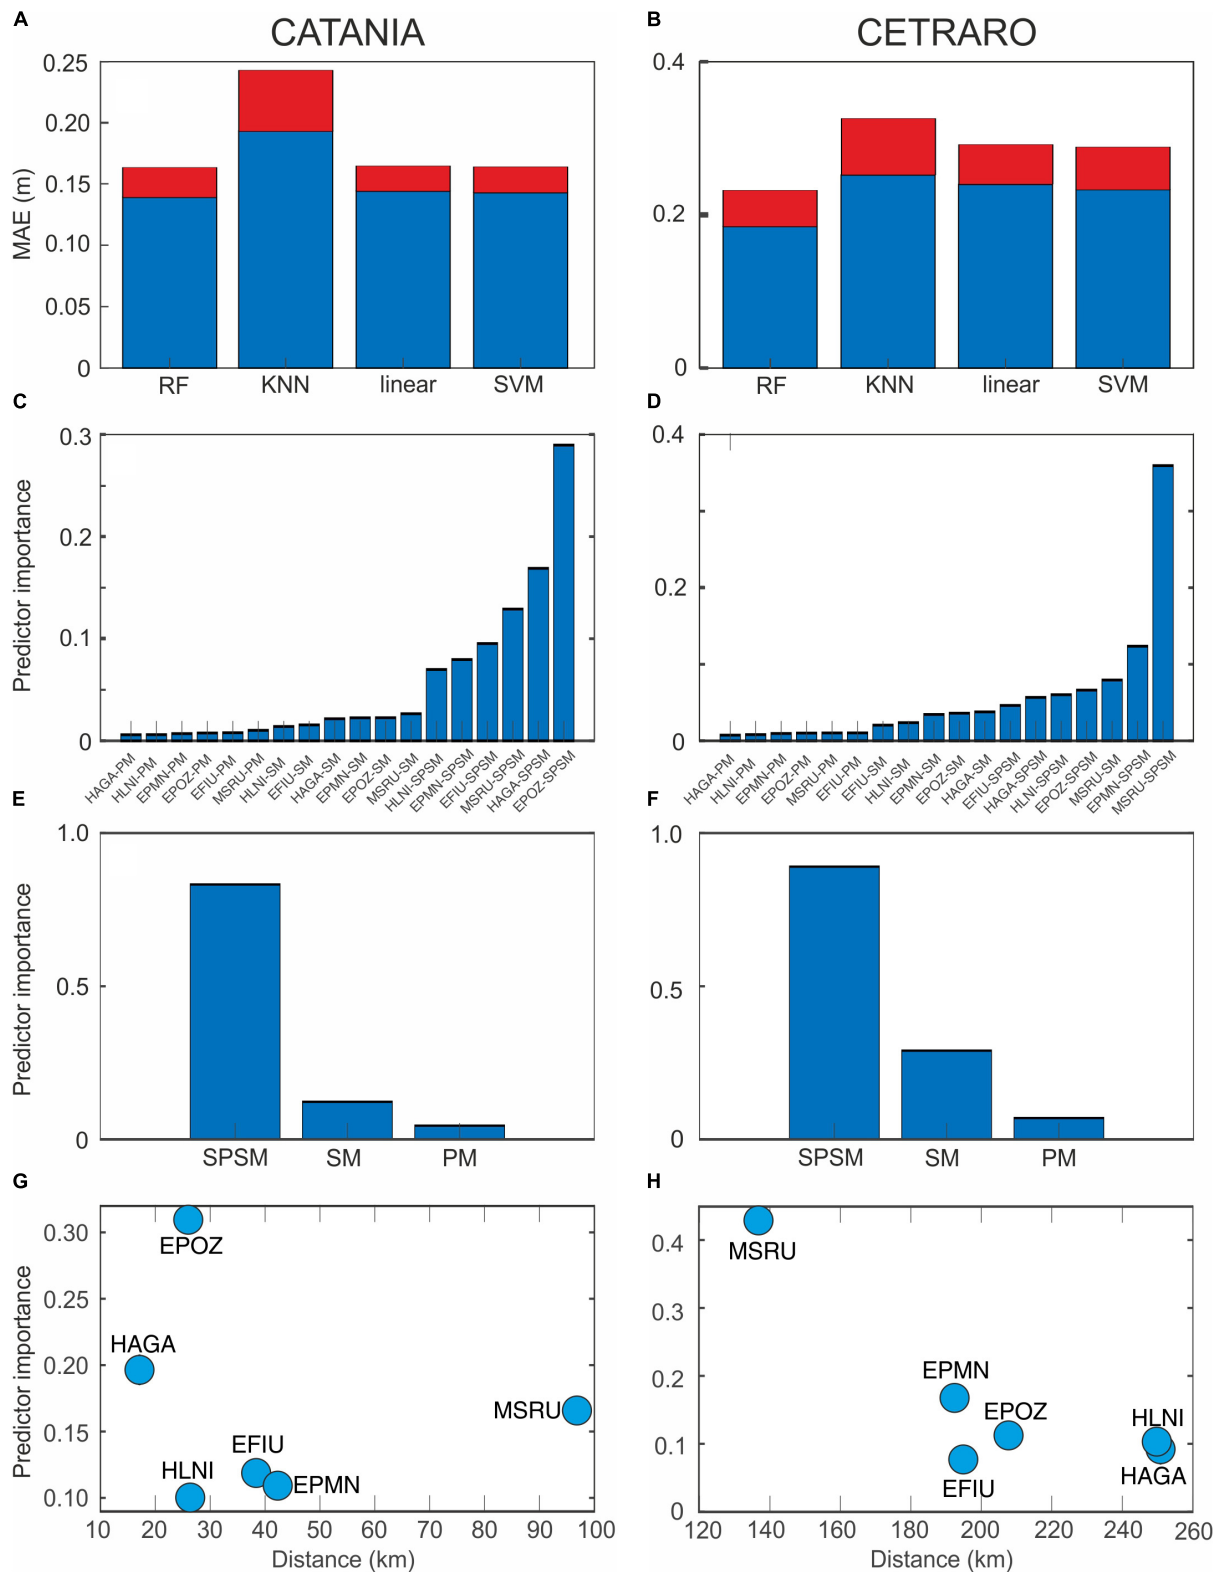 A
CATANIA
B
CETRARO
0.25
0.20
0.15
0.10
0.05
0
MAE (m)
RF
KNN
linear
SVM
0.4
0.2
0
RF
KNN
linear
SVM
C
0.3
0.2
0.1
0
Predictor importance
HAGA-PM
HLNI-PM
EPMN-PM
EPOZ-PM
EFIU-PM
MSRU-PM
HLNI-SM
EFIU-SM
HAGA-SM
EPMN-SM
EPOZ-SM
MSRU-SM
HLNI-SPSM
EPMN-SPSM
EFIU-SPSM
MSRU-SPSM
HAGA-SPSM
EPOZ-SPSM
D
0.4
0.2
0
HAGA-PM
HLNI-PM
EPMN-PM
EPOZ-PM
MSRU-PM
EFIU-PM
EFIU-SM
HLNI-SM
EPMN-SM
EPOZ-SM
HAGA-SM
EFIU-SPSM
HAGA-SPSM
HLNI-SPSM
EPOZ-SPSM
MSRU-SM
EPMN-SPSM
MSRU-SPSM
E
1.0
0.5
0
Predictor importance
SPSM
SM
PM
F
1.0
0.5
0
SPSM
SM
PM
G
0.30
0.25
0.20
0.15
0.10
Predictor importance
EPOZ
HAGA
MSRU
EFIU
HLNI
EPMN
10 20 30 40 50 60 70 80 90 100
Distance (km)
H
0.4
0.3
0.2
0.1
0
MSRU
EPMN
EPOZ
HLNI
HAGA
EFIU
120 140 160 180 200 220 240 260
Distance (km)